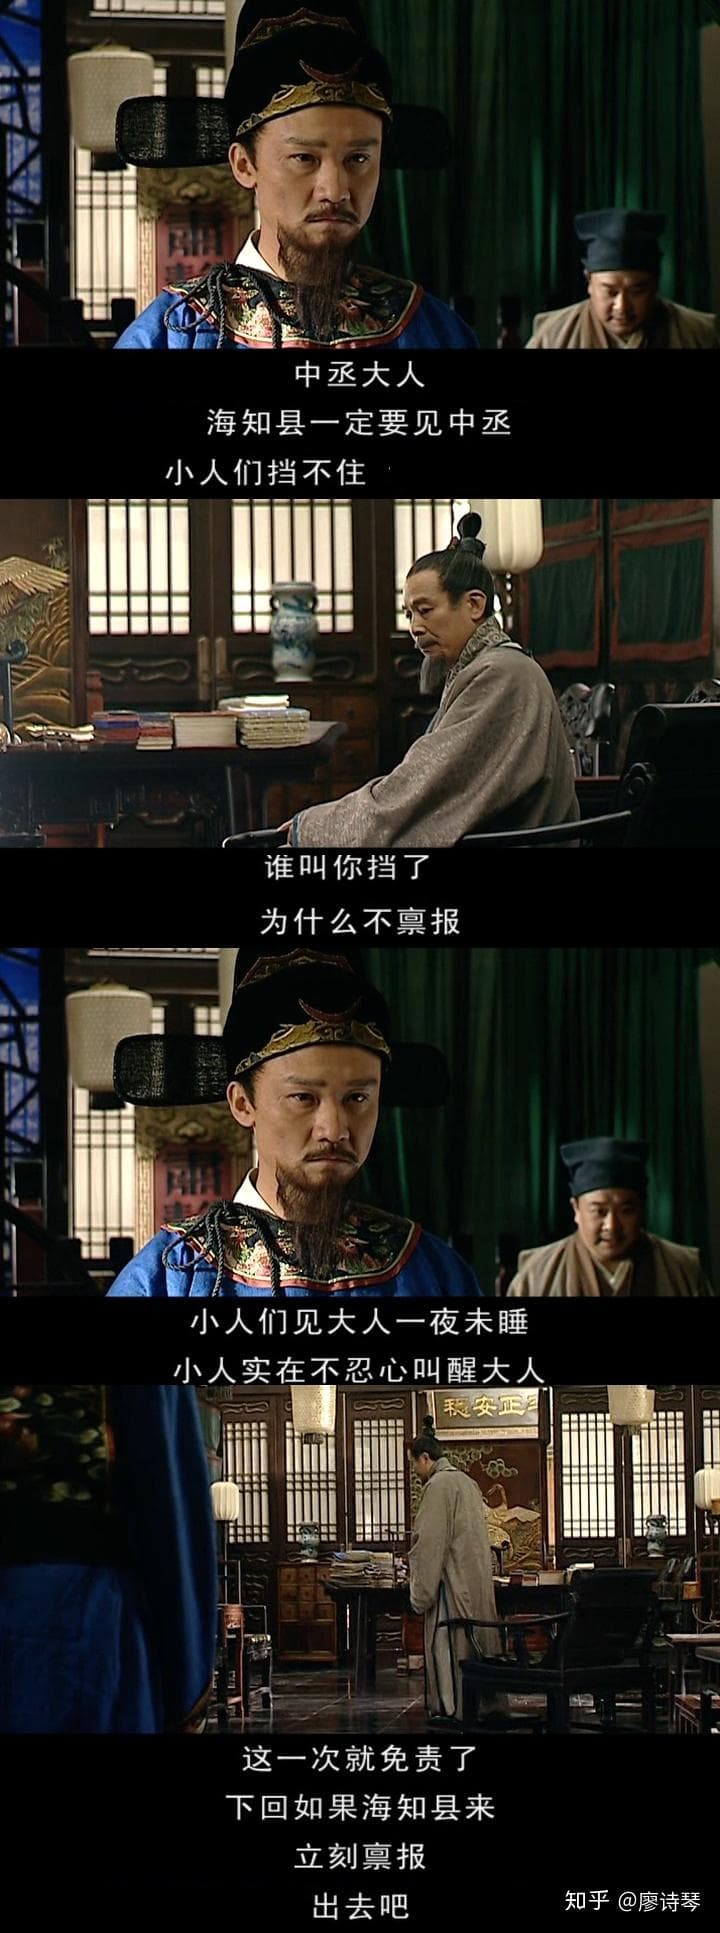 中丞大人
海知县一定要见中丞
小人们挡不住
谁叫你挡了
为什么不禀报
小人们见大人一夜未睡
小人实在不忍心叫醒大人
穏安正
这一次就免责了
下回如果海知县来
立刻禀报
出去吧
知乎 @廖诗琴